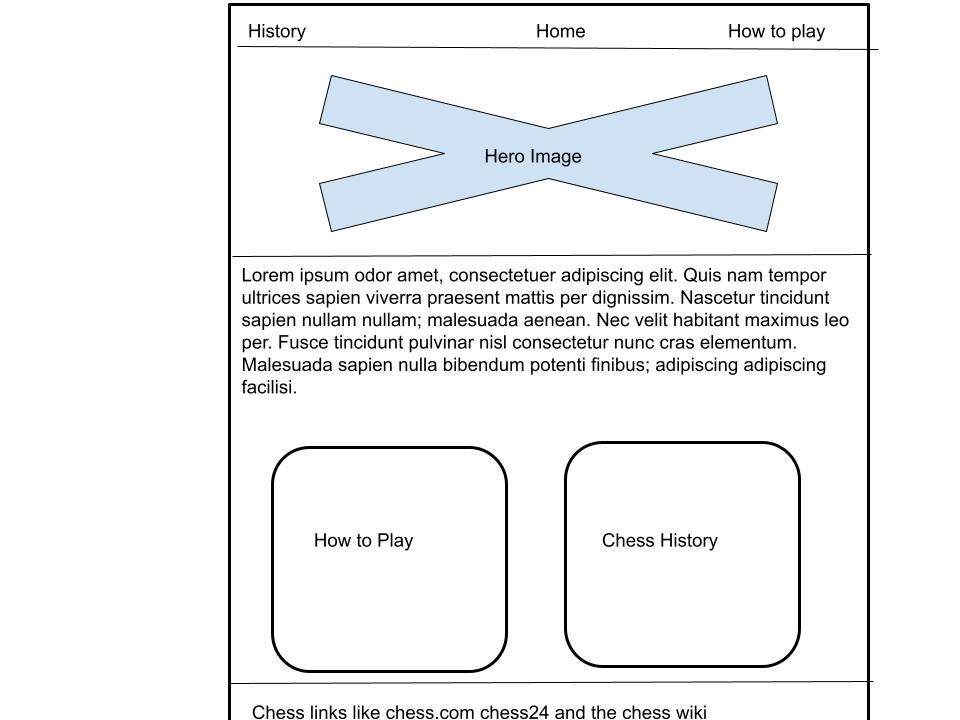 History Home How to play
Hero Image
Lorem ipsum odor amet, consectetuer adipiscing elit. Quis nam tempor
ultrices sapien viverra praesent mattis per dignissim. Nascetur tincidunt
sapien nullam nullam; malesuada aenean. Nec velit habitant maximus leo
per. Fusce tincidunt pulvinar nisl consectetur nunc cras elementum.
Malesuada sapien nulla bibendum potenti finibus; adipiscing adipiscing
facilisi.
How to Play
Chess History
Chess links like chess.com chess24 and the chess wiki